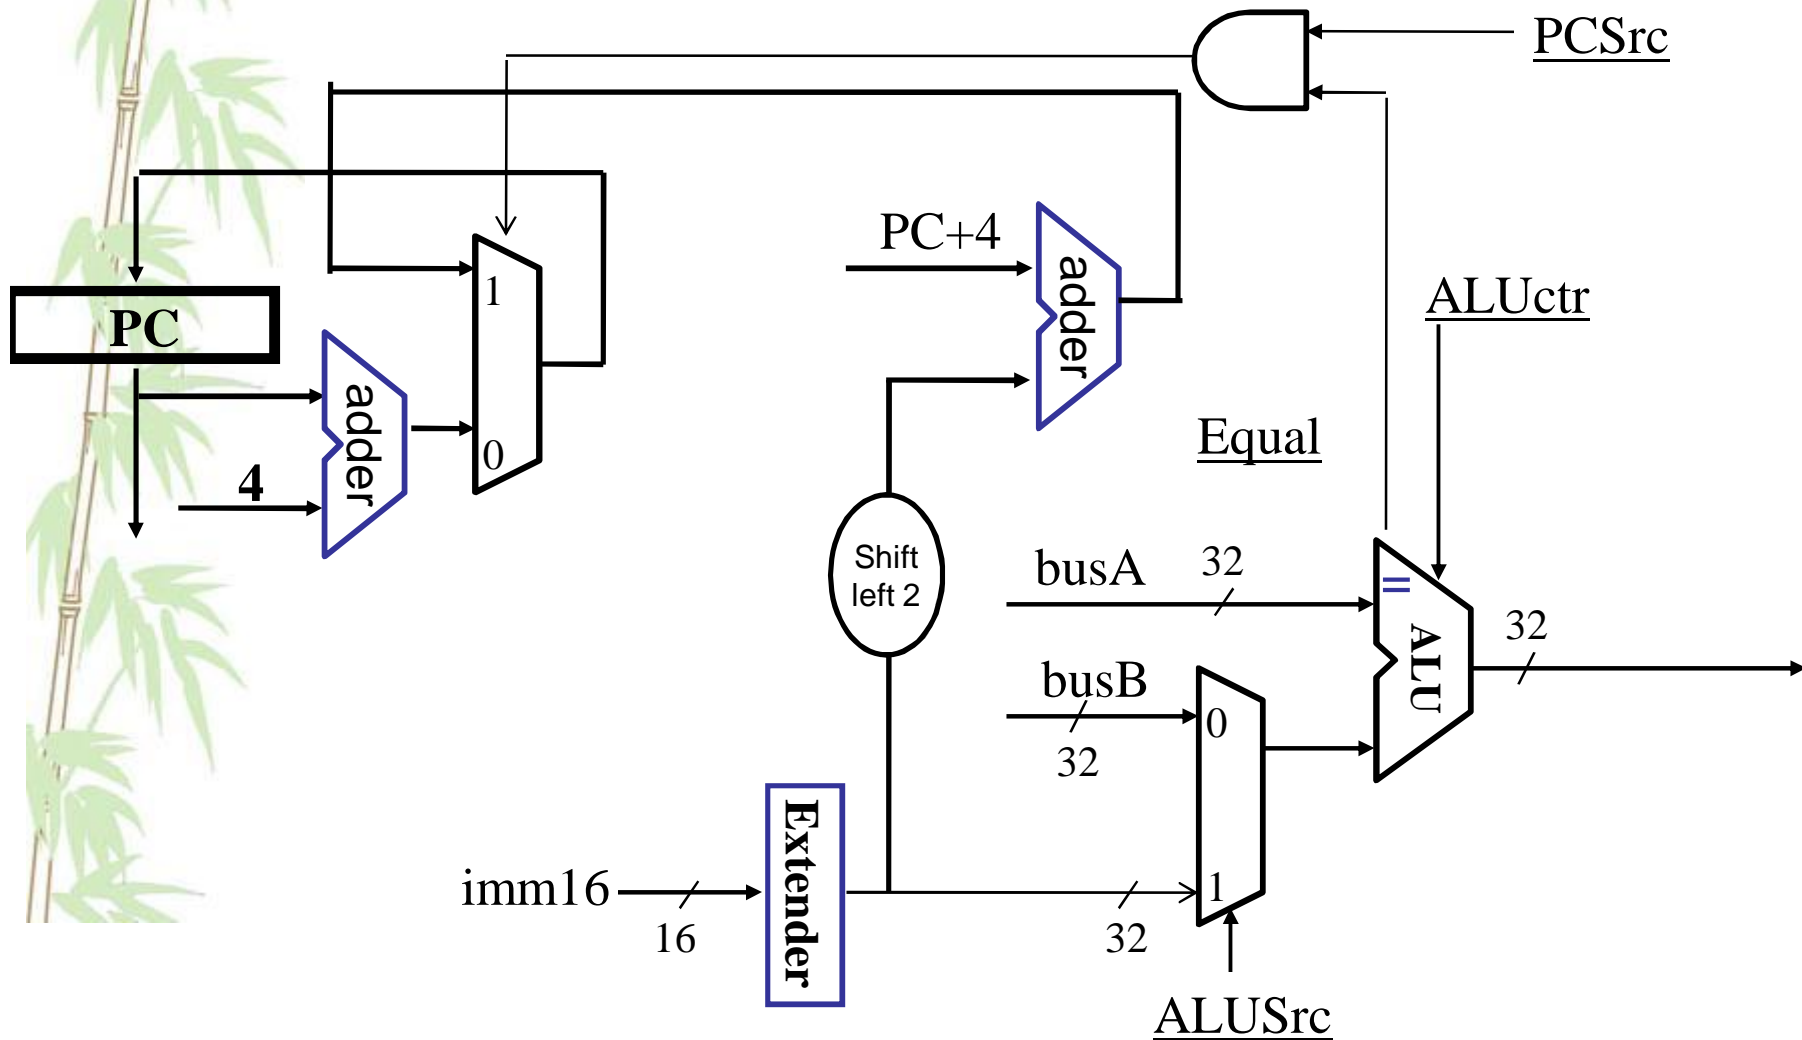 PCSrc
PC+4
1
adder
ALUctr
PC
adder
Equal
0
4
Shift
left 2
busA
32
=
ALU
32
busB
0
32
Extender
imm16
1
16
32
ALUSrc